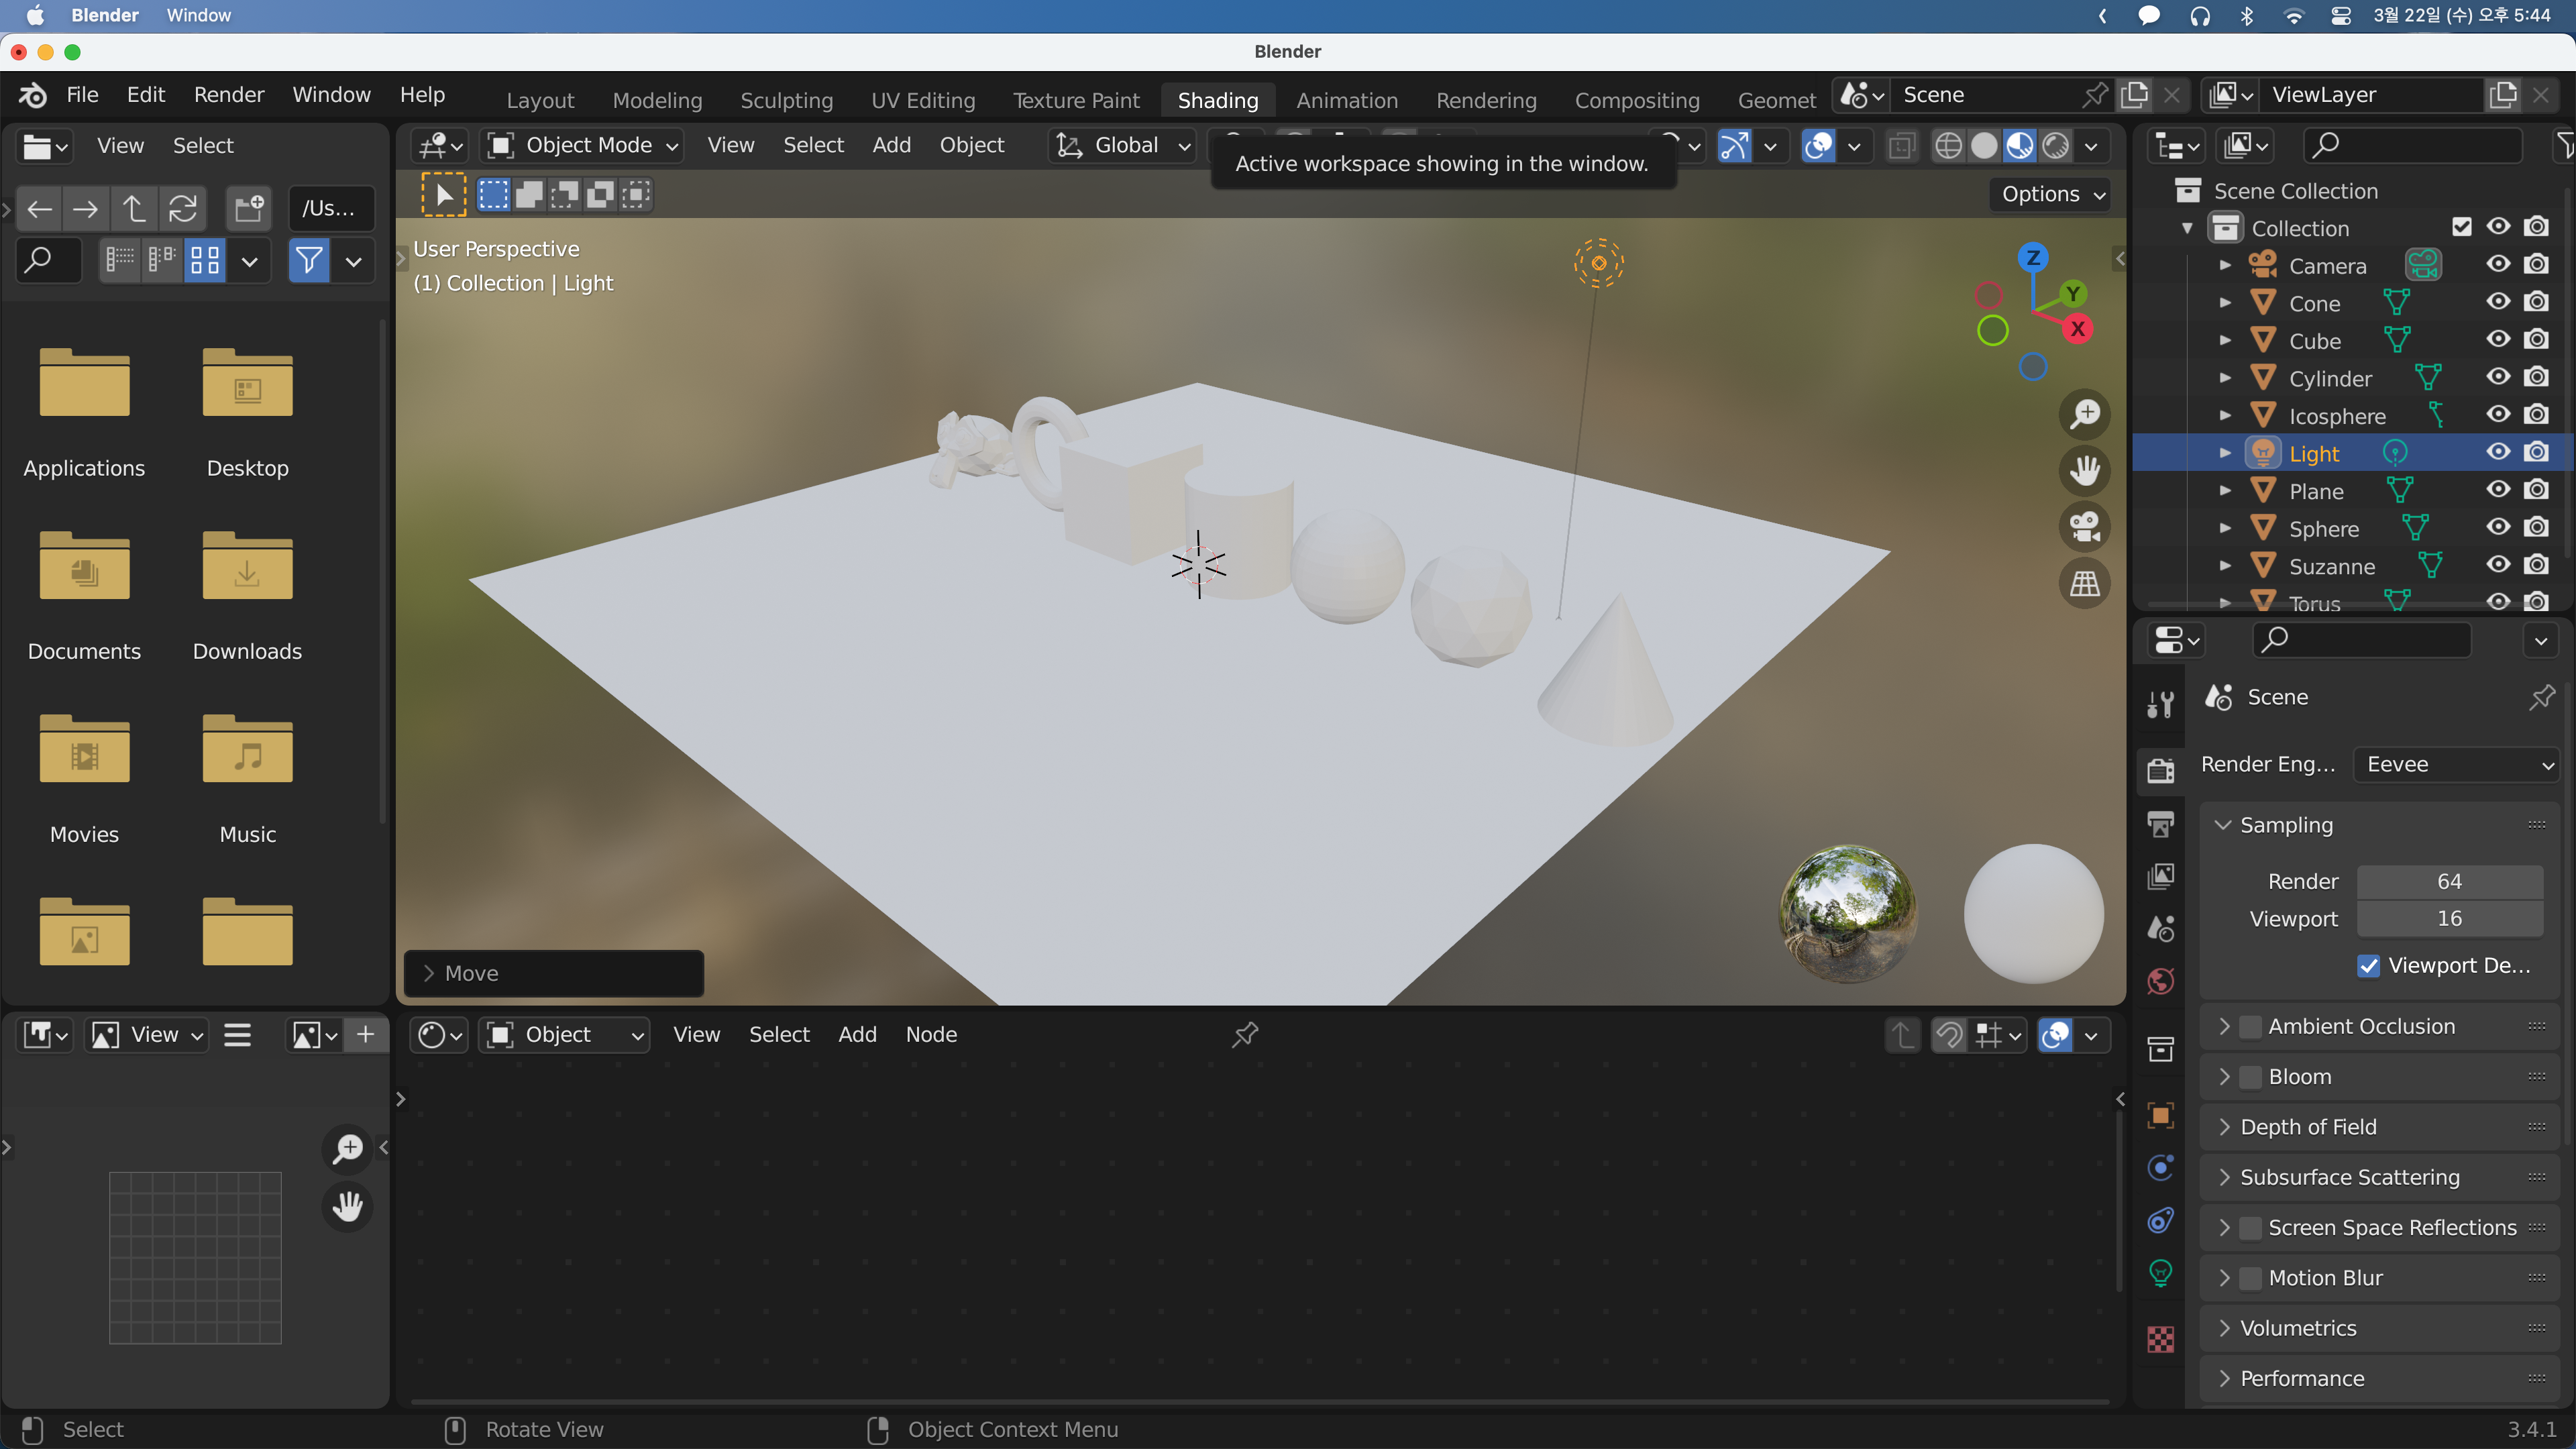 Blender Window 3월 22일 (수) 오후 5:44
Blender
File Edit Render Window Help Layout Modeling Sculpting UV Editing Texture Paint Shading Animation Rendering Compositing Geomet Scene ViewLayer
View Select
/Us...
Applications Desktop
Documents Downloads
Movies Music
Object Mode View Select Add Object Global
Active workspace showing in the window.
Options
User Perspective
(1) Collection | Light
Z
Y
X
Move
Scene Collection
Collection
Camera
Cone
Cube
Cylinder
Icosphere
Light
Plane
Sphere
Suzanne
Torus
Scene
Render Eng... Eevee
Sampling
Render 64
Viewport 16
Viewport De...
Ambient Occlusion
Bloom
Depth of Field
Subsurface Scattering
Screen Space Reflections
Motion Blur
Volumetrics
Performance
View
Object View Select Add Node
Select Rotate View Object Context Menu 3.4.1